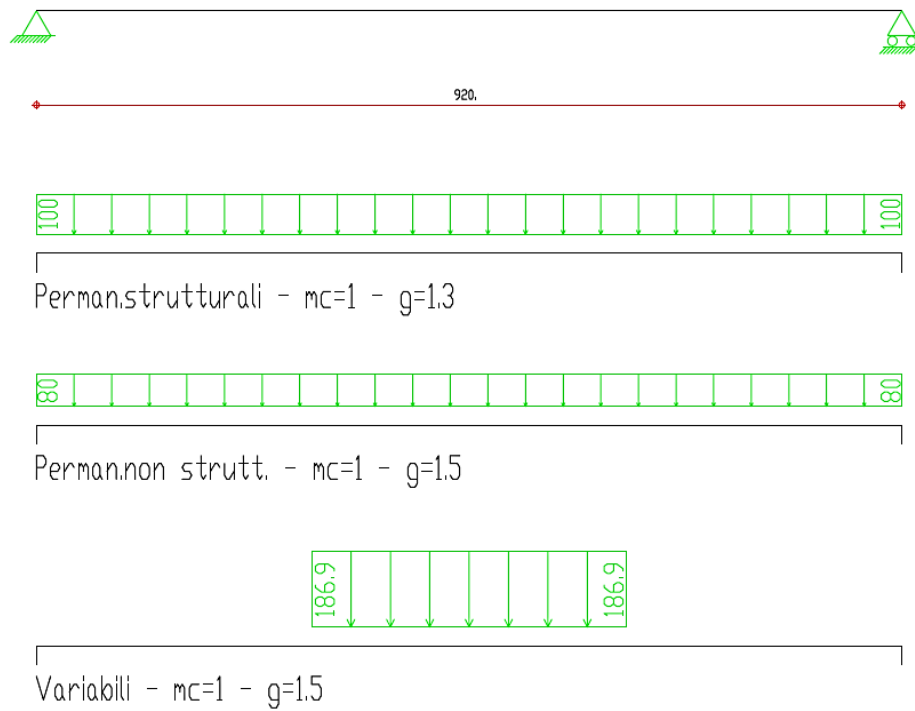 920.
100 100
Perman.strutturali - mc=1 - g=1.3
80 80
Perman.non strutt. - mc=1 - g=1.5
186.9 186.9
Variabili - mc=1 - g=1.5